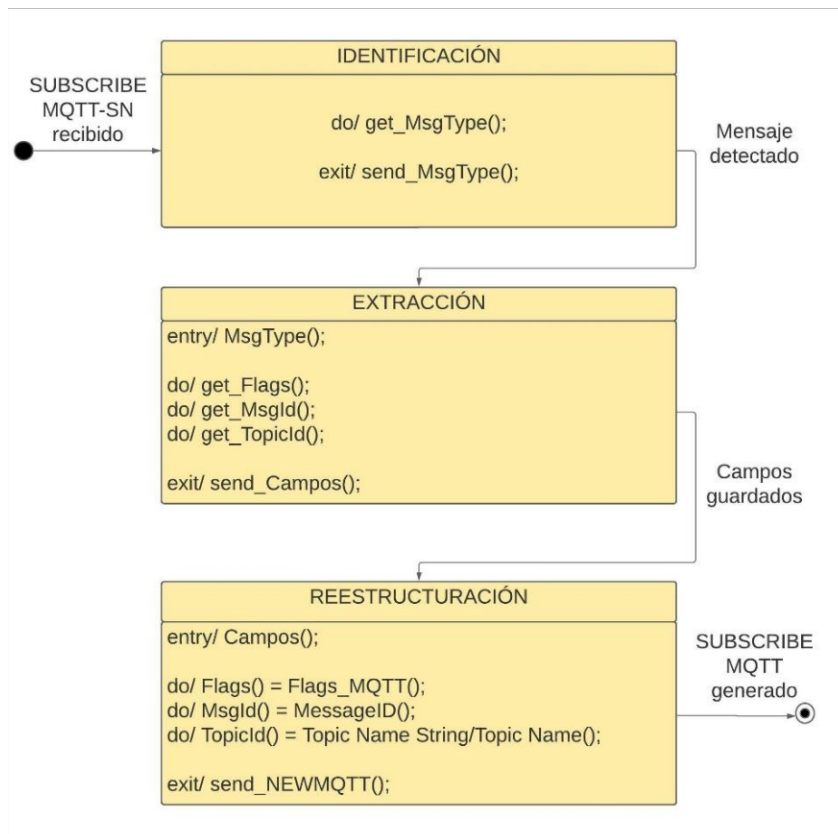 IDENTIFICACIÓN
SUBSCRIBE
MQTT-SN
recibido
do/ get_MsgType();
exit/ send_MsgType();
Mensaje
detectado
EXTRACCIÓN
entry/ MsgType();
do/ get_Flags();
do/ get_MsgId();
do/ get_TopicId();
exit/ send_Campos();
Campos
guardados
REESTRUCTURACIÓN
entry/ Campos();
do/ Flags() = Flags_MQTT();
do/ MsgId() = MessageID();
do/ TopicId() = Topic Name String/Topic Name();
exit/ send_NEWMQTT();
SUBSCRIBE
MQTT
generado